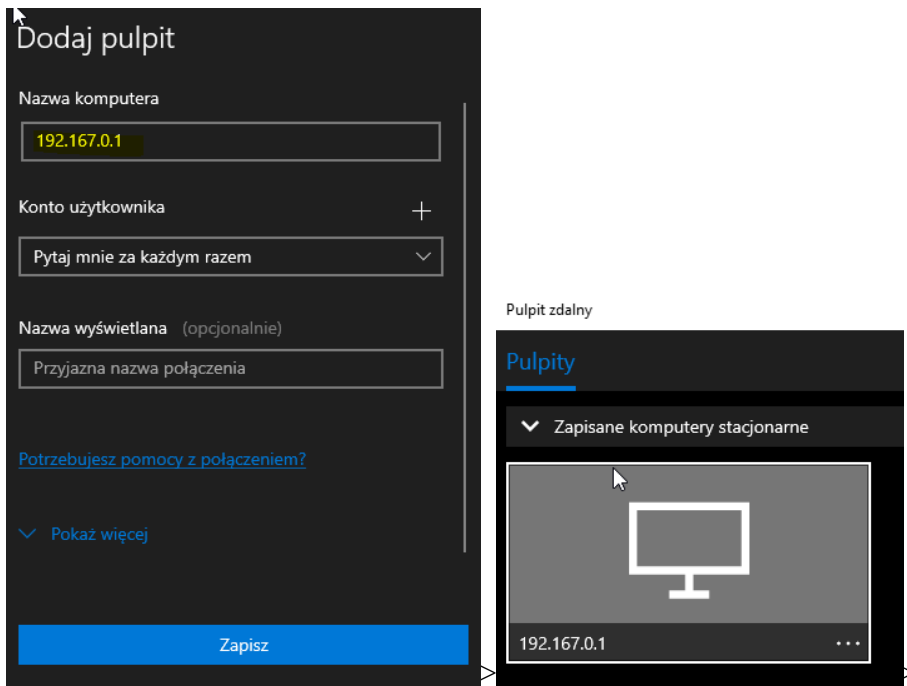 Dodaj pulpit
Nazwa komputera
192.167.0.1
Konto użytkownika
Pytaj mnie za każdym razem
Nazwa wyświetlana (opcjonalnie)
Przyjazna nazwa połączenia
Potrzebujesz pomocy z połączeniem?
Pokaż więcej
Zapisz
>
Pulpit zdalny
Pulpity
Zapisane komputery stacjonarne
192.167.0.1 ...